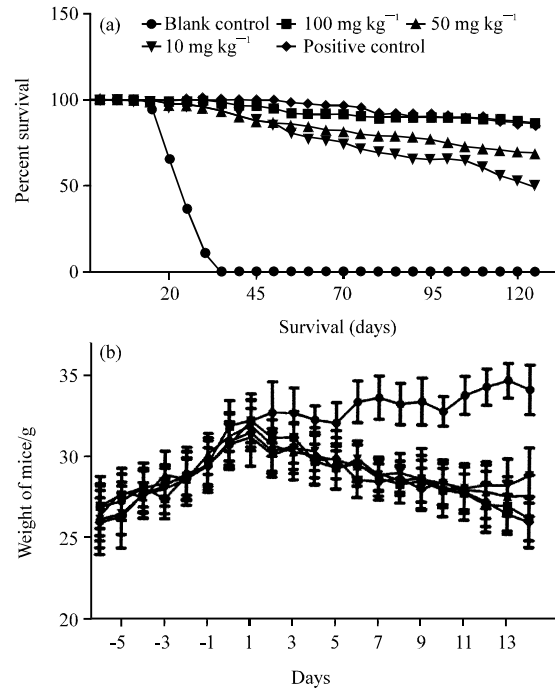 (a)
Blank control 100 mg kg⁻¹ 50 mg kg⁻¹
10 mg kg⁻¹ Positive control
Percent survival
150
100
50
0
20 45 70 95 120
Survival (days)
(b)
Weight of mice/g
35
30
25
20
-5 -3 -1 1 3 5 7 9 11 13
Days